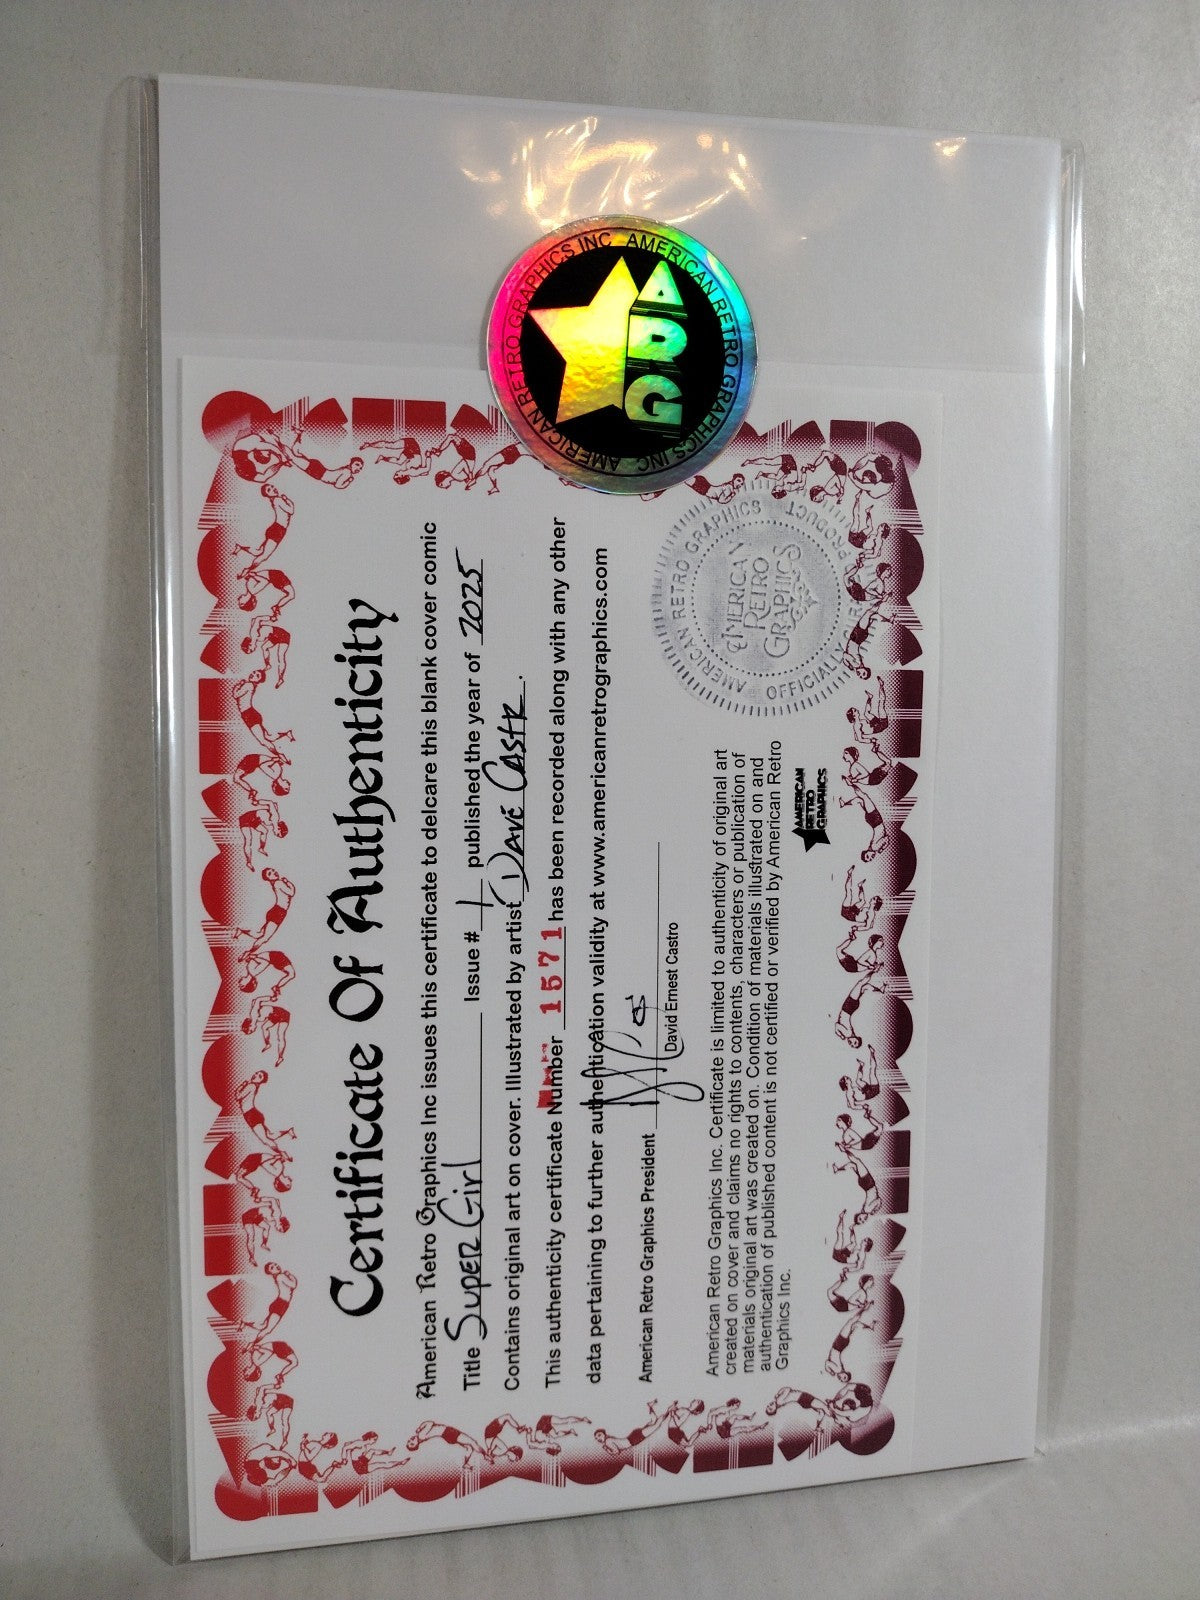 AMERICAN RETRO GRAPHICS INC AMERICAN RETRO GRAPHICS INC
ARG
Certificate Of Authenticity
American Retro Graphics Inc issues this certificate to delcare this blank cover comic
Title Super Girl Issue # 1 published the year of 2025
Contains original art on cover. Illustrated by artist Dave Castr.
This authenticity certificate Number 1571 has been recorded along with any other
data pertaining to further authentication validity at www.americanretrographics.com
American Retro Graphics President
David Ernest Castro
American Retro Graphics Inc. Certificate is limited to authenticity of original art
created on cover and claims no rights to contents, characters or publication of
materials original art was created on. Condition of materials illustrated on and
authentication of published content is not certified or verified by American Retro
Graphics Inc.
AMERICAN
RETRO
GRAPHICS
AMERICAN RETRO GRAPHICS
OFFICIALLY
PRODUCT
AMERICAN
RETRO
GRAPHICS